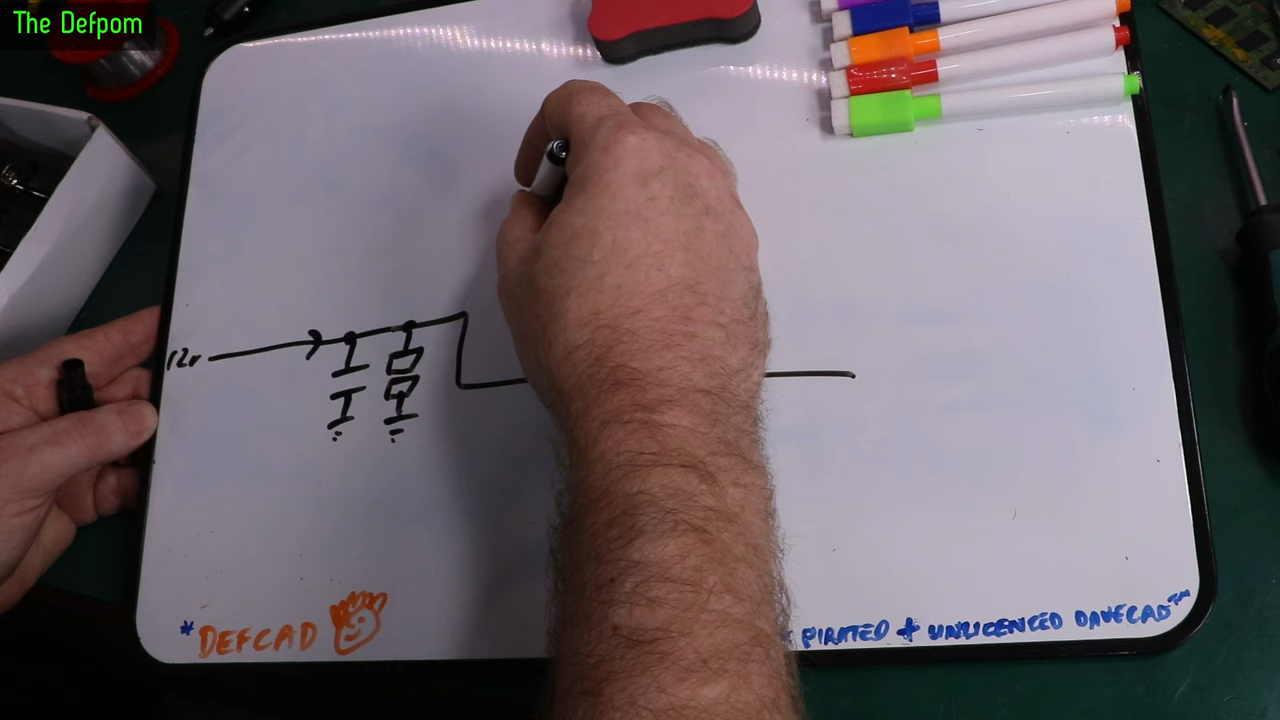 The Defpom
12v
* DEFCAD
PIRATED + UNLICENCED DAVECAD™